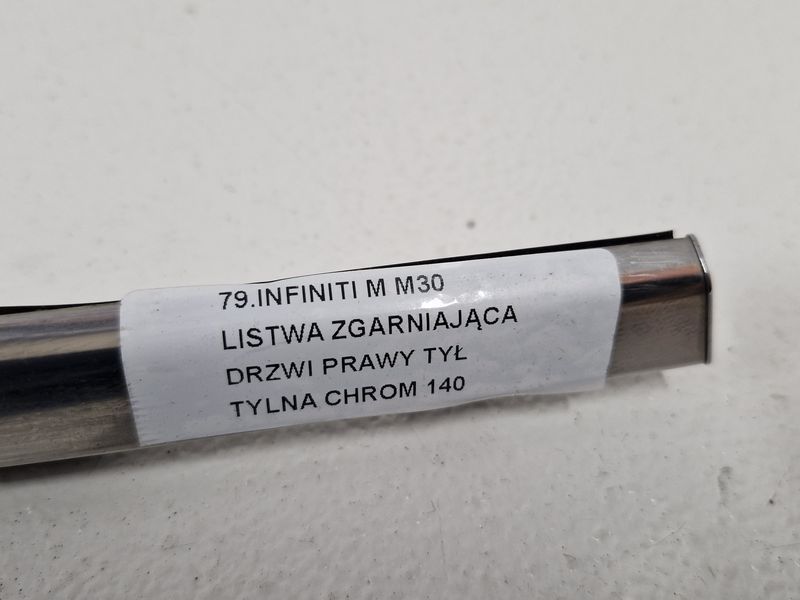 79.INFINITI M M30
LISTWA ZGARNIAJĄCA
DRZWI PRAWY TYŁ
TYLNA CHROM 140